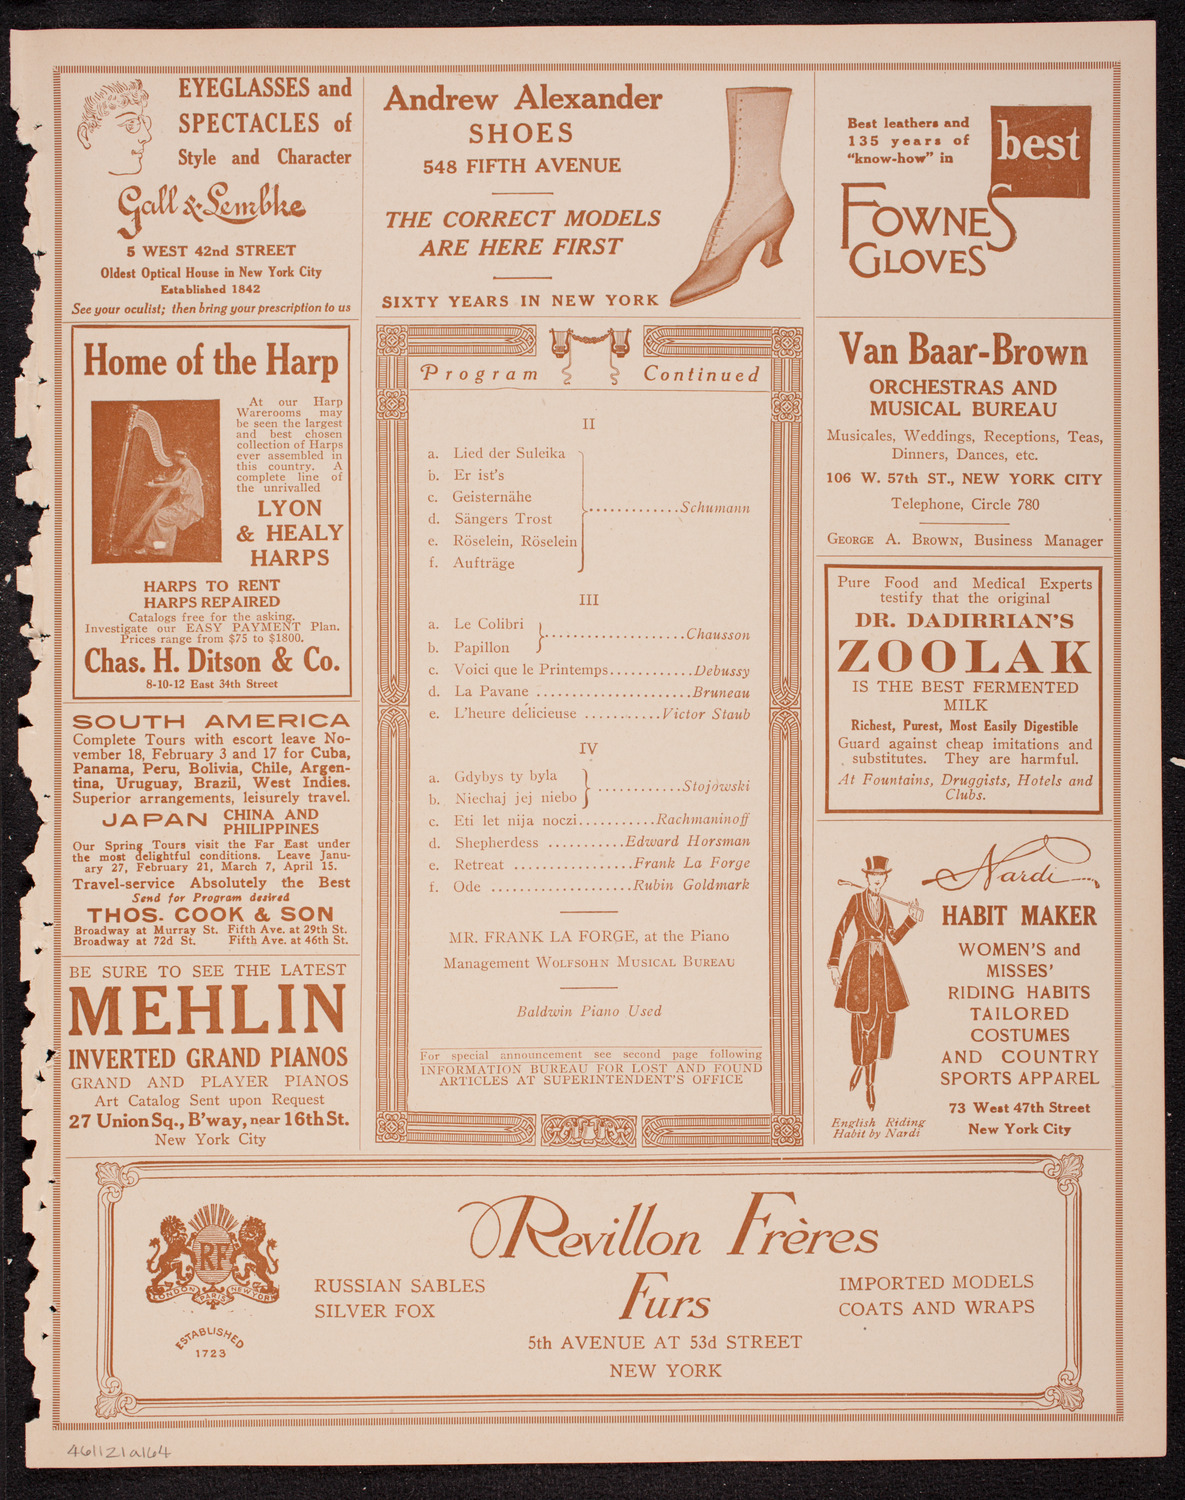 EYEGLASSES and
SPECTACLES of
Style and Character
Gall & Lembke
5 WEST 42nd STREET
Oldest Optical House in New York City
Established 1842
See your oculist; then bring your prescription to us
Home of the Harp
At our Harp
Warerooms may
be seen the largest
and best chosen
collection of Harps
ever assembled in
this country. A
complete line of
the unrivalled
LYON
& HEALY
HARPS
HARPS TO RENT
HARPS REPAIRED
Catalogs free for the asking.
Investigate our EASY PAYMENT Plan.
Prices range from $75 to $1800.
Chas. H. Ditson & Co.
8-10-12 East 34th Street
SOUTH AMERICA
Complete Tours with escort leave No-
vember 18, February 3 and 17 for Cuba,
Panama, Peru, Bolivia, Chile, Argen-
tina, Uruguay, Brazil, West Indies.
Superior arrangements, leisurely travel.
JAPAN CHINA AND
PHILIPPINES
Our Spring Tours visit the Far East under
the most delightful conditions. Leave Janu-
ary 27, February 21, March 7, April 15.
Travel-service Absolutely the Best
Send for Program desired
THOS. COOK & SON
Broadway at Murray St. Fifth Ave. at 29th St.
Broadway at 72d St. Fifth Ave. at 46th St.
BE SURE TO SEE THE LATEST
MEHLIN
INVERTED GRAND PIANOS
GRAND AND PLAYER PIANOS
Art Catalog Sent upon Request
27 Union Sq., B'way, near 16th St.
New York City
Andrew Alexander
SHOES
548 FIFTH AVENUE
THE CORRECT MODELS
ARE HERE FIRST
SIXTY YEARS IN NEW YORK
Program Continued
II
a. Lied der Suleika
b. Er ist's
c. Geisternähe
d. Sängers Trost
e. Röselein, Röselein
f. Aufträge
.............Schumann
III
a. Le Colibri
b. Papillon
.....................Chausson
c. Voici que le Printemps............Debussy
d. La Pavane ......................Bruneau
e. L'heure délicieuse ...........Victor Staub
IV
a. Gdybys ty byla
b. Niechaj jej niebo
............Stojowski
c. Eti let nija noczi...........Rachmaninoff
d. Shepherdess ...........Edward Horsman
e. Retreat .................Frank La Forge
f. Ode ....................Rubin Goldmark
MR. FRANK LA FORGE, at the Piano
Management WOLFSOHN MUSICAL BUREAU
Baldwin Piano Used
For special announcement see second page following
INFORMATION BUREAU FOR LOST AND FOUND
ARTICLES AT SUPERINTENDENT'S OFFICE
Best leathers and
135 years of
"know-how" in
best
FOWNES
GLOVES
Van Baar-Brown
ORCHESTRAS AND
MUSICAL BUREAU
Musicales, Weddings, Receptions, Teas,
Dinners, Dances, etc.
106 W. 57th ST., NEW YORK CITY
Telephone, Circle 780
GEORGE A. BROWN, Business Manager
Pure Food and Medical Experts
testify that the original
DR. DADIRRIAN'S
ZOOLAK
IS THE BEST FERMENTED
MILK
Richest, Purest, Most Easily Digestible
Guard against cheap imitations and
substitutes. They are harmful.
At Fountains, Druggists, Hotels and
Clubs.
Nardi
HABIT MAKER
WOMEN'S and
MISSES'
RIDING HABITS
TAILORED
COSTUMES
AND COUNTRY
SPORTS APPAREL
73 West 47th Street
New York City
English Riding
Habit by Nardi
RF
LONDON PARIS NEW YORK
ESTABLISHED
1723
Revillon Frères
RUSSIAN SABLES
SILVER FOX
Furs
IMPORTED MODELS
COATS AND WRAPS
5th AVENUE AT 53d STREET
NEW YORK
461121a164